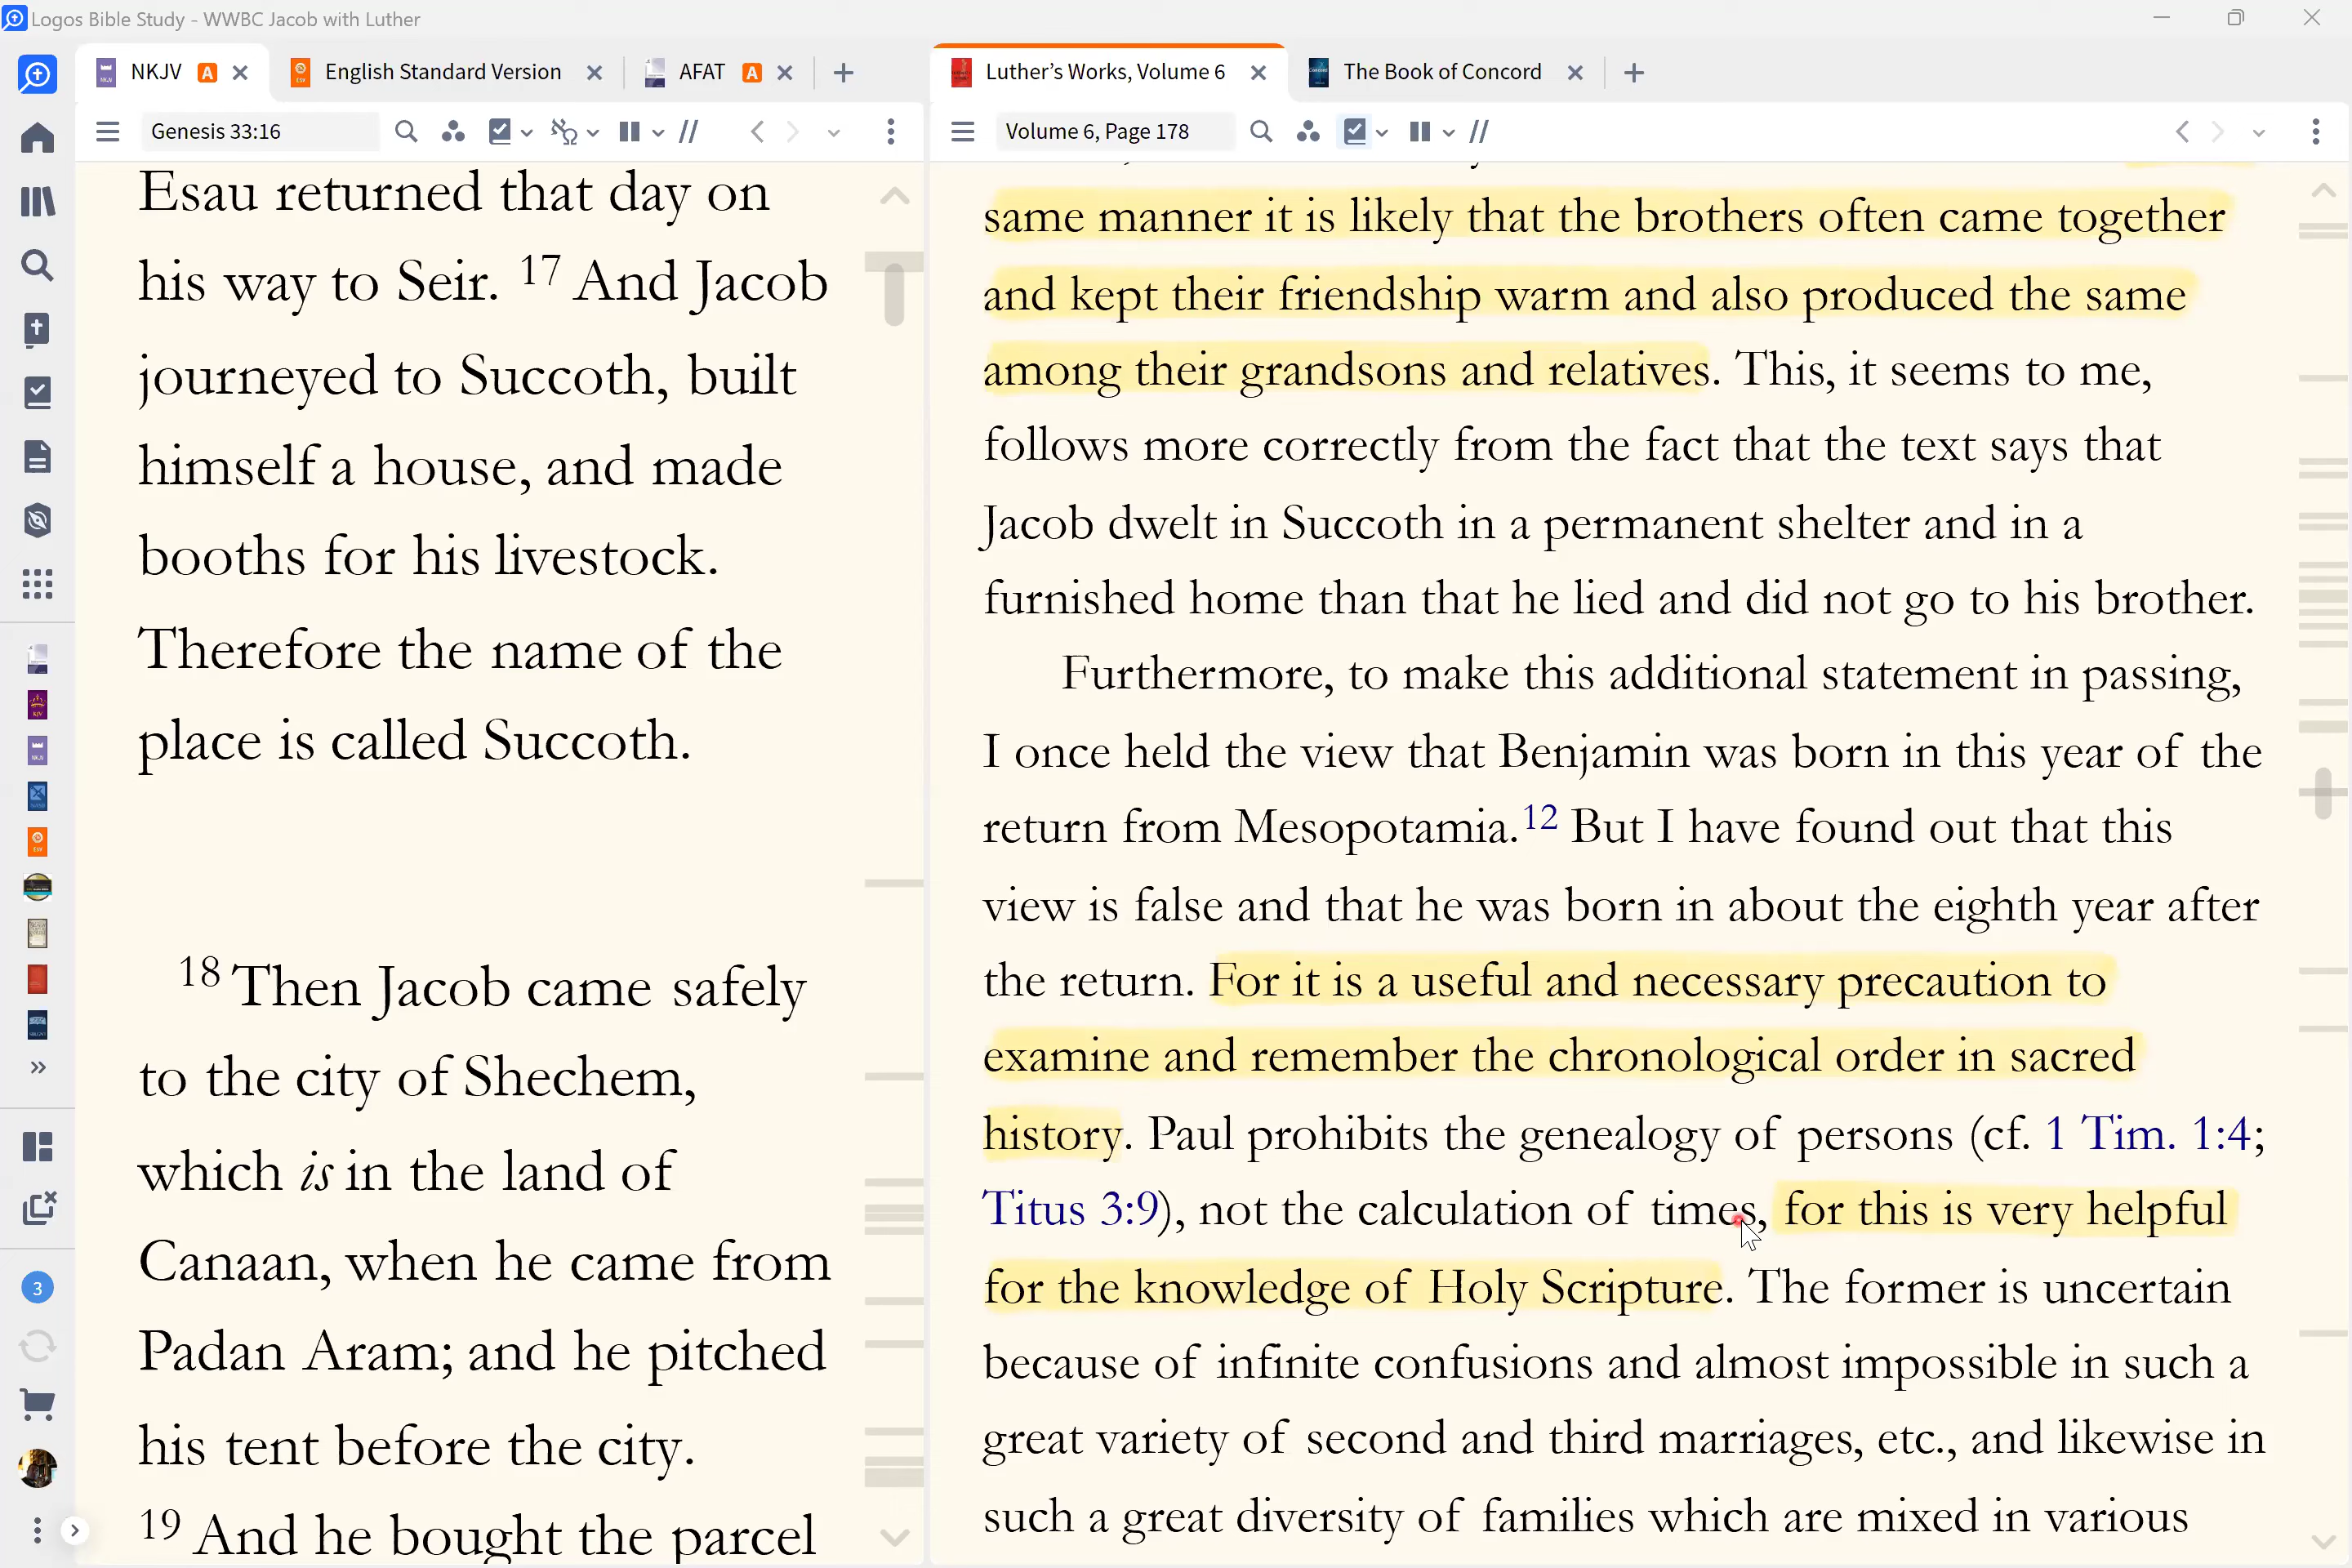 Logos Bible Study - WWBC Jacob with Luther
NKJV A
English Standard Version
AFAT A
Genesis 33:16
Esau returned that day on
his way to Seir. 17 And Jacob
journeyed to Succoth, built
himself a house, and made
booths for his livestock.
Therefore the name of the
place is called Succoth.
18 Then Jacob came safely
to the city of Shechem,
which is in the land of
Canaan, when he came from
Padan Aram; and he pitched
his tent before the city.
19 And he bought the parcel
Luther’s Works, Volume 6
The Book of Concord
Volume 6, Page 178
same manner it is likely that the brothers often came together
and kept their friendship warm and also produced the same
among their grandsons and relatives. This, it seems to me,
follows more correctly from the fact that the text says that
Jacob dwelt in Succoth in a permanent shelter and in a
furnished home than that he lied and did not go to his brother.
Furthermore, to make this additional statement in passing,
I once held the view that Benjamin was born in this year of the
return from Mesopotamia.12 But I have found out that this
view is false and that he was born in about the eighth year after
the return. For it is a useful and necessary precaution to
examine and remember the chronological order in sacred
history. Paul prohibits the genealogy of persons (cf. 1 Tim. 1:4;
Titus 3:9), not the calculation of times, for this is very helpful
for the knowledge of Holy Scripture. The former is uncertain
because of infinite confusions and almost impossible in such a
great variety of second and third marriages, etc., and likewise in
such a great diversity of families which are mixed in various
3